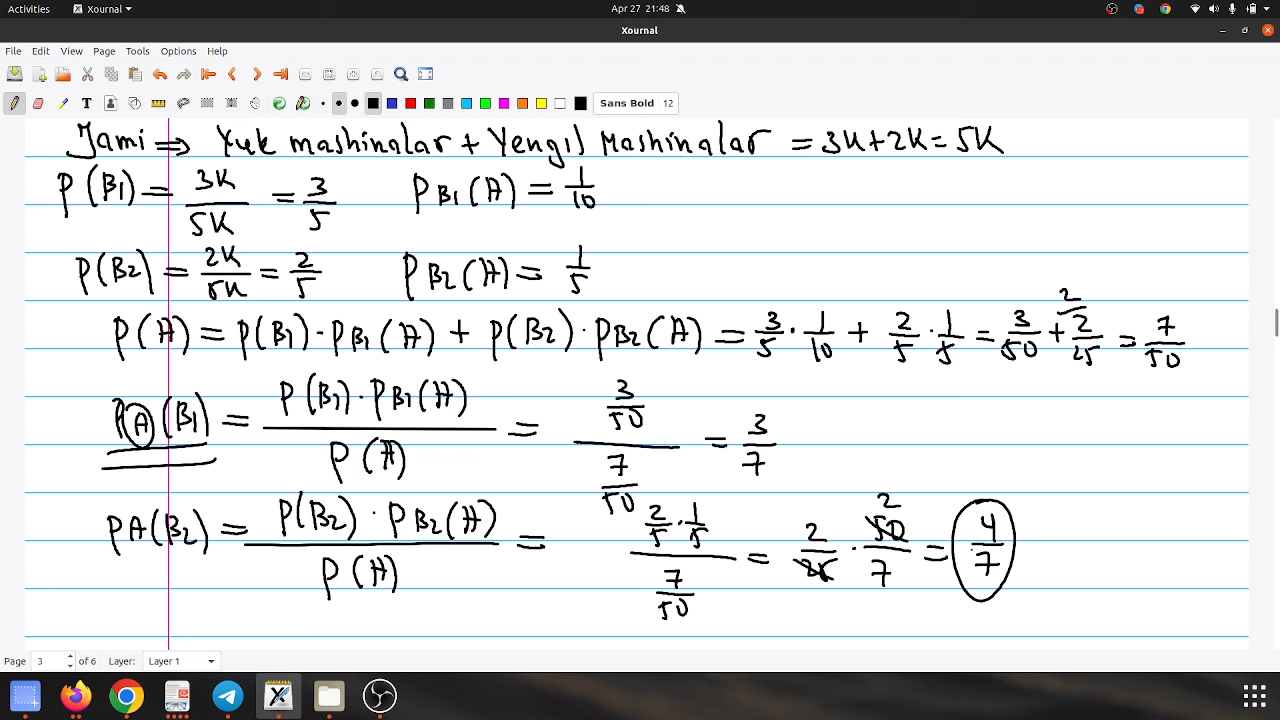 Activities Xournal Apr 27 21:48
Xournal
File Edit View Page Tools Options Help
Sans Bold 12
Jami ⇒ Yuk mashinalar + Yengil Mashinalar = 3K+2K=5K
P(B1) = 3K/5K = 3/5 PB1(A) = 1/10
P(B2) = 2K/5K = 2/5 PB2(A) = 1/5
P(A) = P(B1)·PB1(A) + P(B2)·PB2(A) = 3/5 · 1/10 + 2/5 · 1/5 = 3/50 + 2/25 = 7/50
2
PA(B1) = P(B1)·PB1(A) / P(A) = 3/50 / 7/50 = 3/7
PA(B2) = P(B2)·PB2(A) / P(A) = 2/5 · 1/5 / 7/50 = 2/25 · 50/7 = 4/7
2
Page 3 of 6 Layer: Layer 1